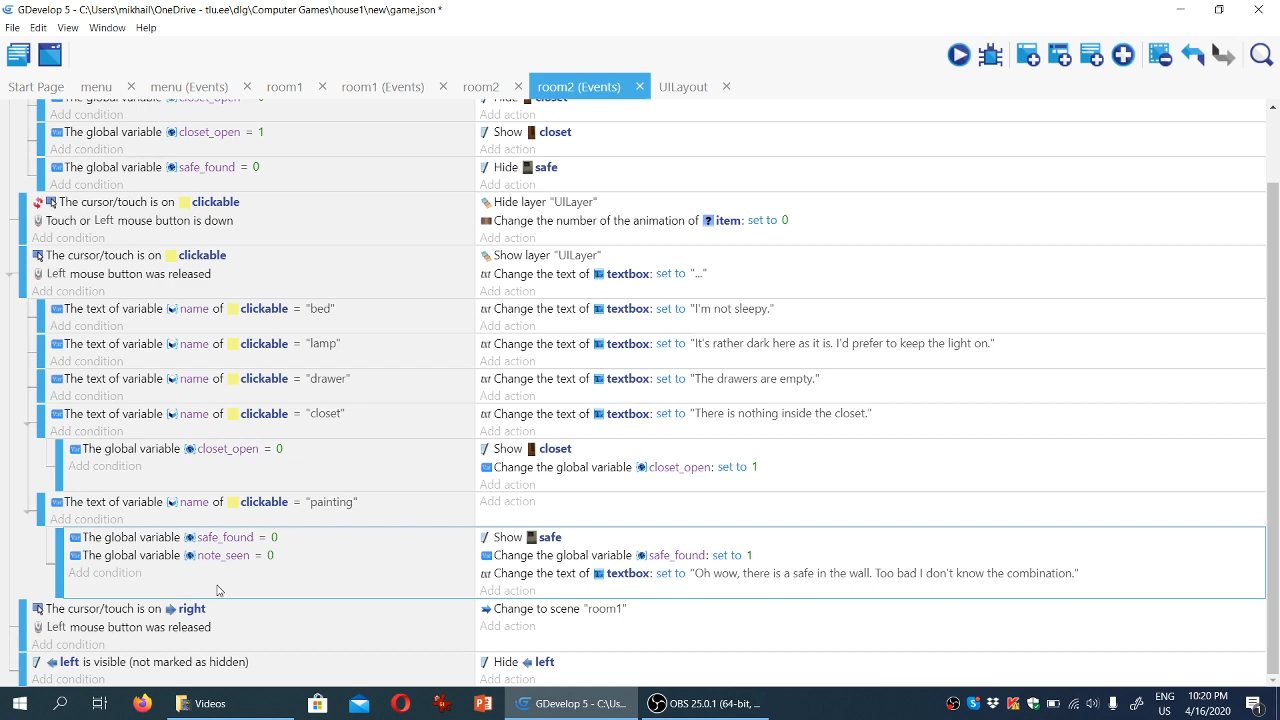 GDevelop 5 - C:\Users\mikhail\OneDrive - tlu.ee\dlg\Computer Games\house1\new\game.json *
File Edit View Window Help
Start Page menu menu (Events) room1 room1 (Events) room2 room2 (Events) UILayout
The global variable closet_open = 0 Hide closet
Add condition Add action
The global variable closet_open = 1 Show closet
Add condition Add action
The global variable safe_found = 0 Hide safe
Add condition Add action
The cursor/touch is on clickable Hide layer "UILayer"
Touch or Left mouse button is down Change the number of the animation of item: set to 0
Add condition Add action
The cursor/touch is on clickable Show layer "UILayer"
Left mouse button was released Change the text of textbox: set to "..."
Add condition Add action
The text of variable name of clickable = "bed" Change the text of textbox: set to "I'm not sleepy."
Add condition Add action
The text of variable name of clickable = "lamp" Change the text of textbox: set to "It's rather dark here as it is. I'd prefer to keep the light on."
Add condition Add action
The text of variable name of clickable = "drawer" Change the text of textbox: set to "The drawers are empty."
Add condition Add action
The text of variable name of clickable = "closet" Change the text of textbox: set to "There is nothing inside the closet."
Add condition Add action
The global variable closet_open = 0 Show closet
Add condition Change the global variable closet_open: set to 1
Add action
The text of variable name of clickable = "painting" Add action
Add condition
The global variable safe_found = 0 Show safe
The global variable note_seen = 0 Change the global variable safe_found: set to 1
Add condition Change the text of textbox: set to "Oh wow, there is a safe in the wall. Too bad I don't know the combination."
Add action
The cursor/touch is on right Change to scene "room1"
Left mouse button was released Add action
Add condition
left is visible (not marked as hidden) Hide left
Add condition Add action
Videos GDevelop 5 - C:\Us... OBS 25.0.1 (64-bit, ... ENG US 10:20 PM 4/16/2020